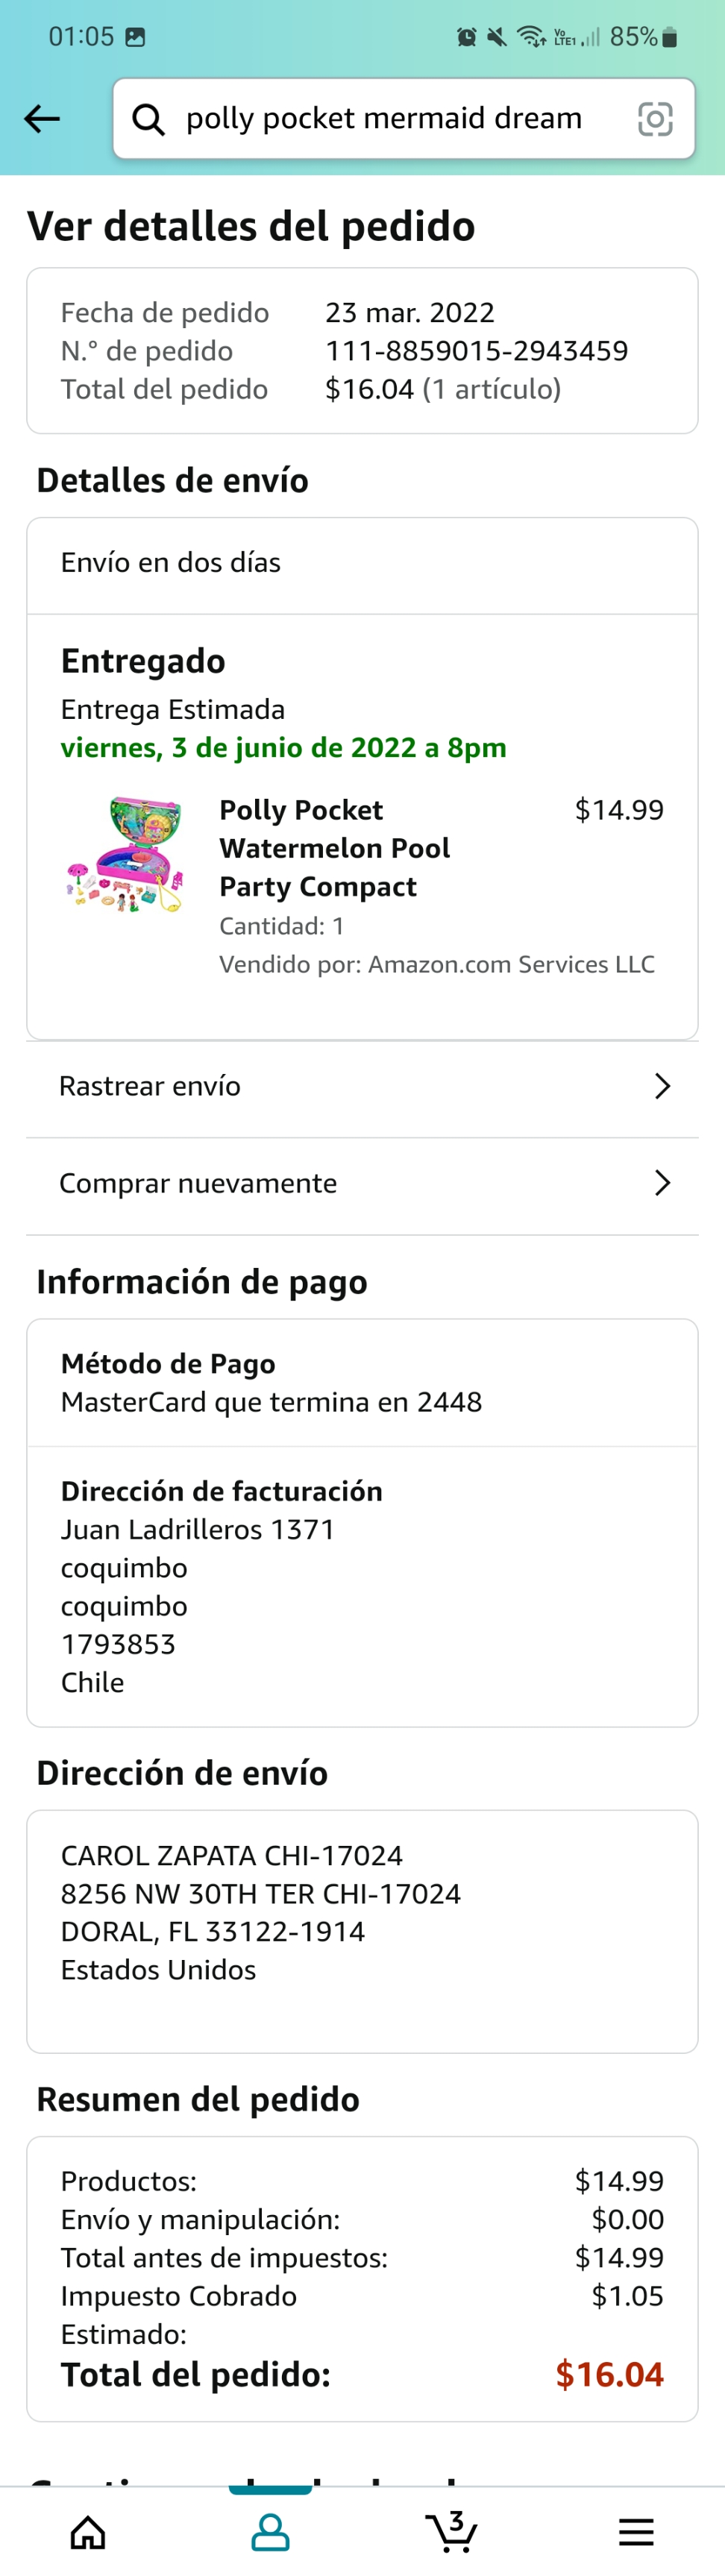 01:05
Vo LTE1 85%
polly pocket mermaid dream
Ver detalles del pedido
Fecha de pedido 23 mar. 2022
N.° de pedido 111-8859015-2943459
Total del pedido $16.04 (1 artículo)
Detalles de envío
Envío en dos días
Entregado
Entrega Estimada
viernes, 3 de junio de 2022 a 8pm
Polly Pocket $14.99
Watermelon Pool
Party Compact
Cantidad: 1
Vendido por: Amazon.com Services LLC
Rastrear envío
Comprar nuevamente
Información de pago
Método de Pago
MasterCard que termina en 2448
Dirección de facturación
Juan Ladrilleros 1371
coquimbo
coquimbo
1793853
Chile
Dirección de envío
CAROL ZAPATA CHI-17024
8256 NW 30TH TER CHI-17024
DORAL, FL 33122-1914
Estados Unidos
Resumen del pedido
Productos: $14.99
Envío y manipulación: $0.00
Total antes de impuestos: $14.99
Impuesto Cobrado $1.05
Estimado:
Total del pedido: $16.04
3